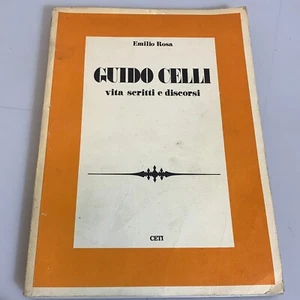 Emilio Rosa
GUIDO CELLI
vita scritti e discorsi
CETI